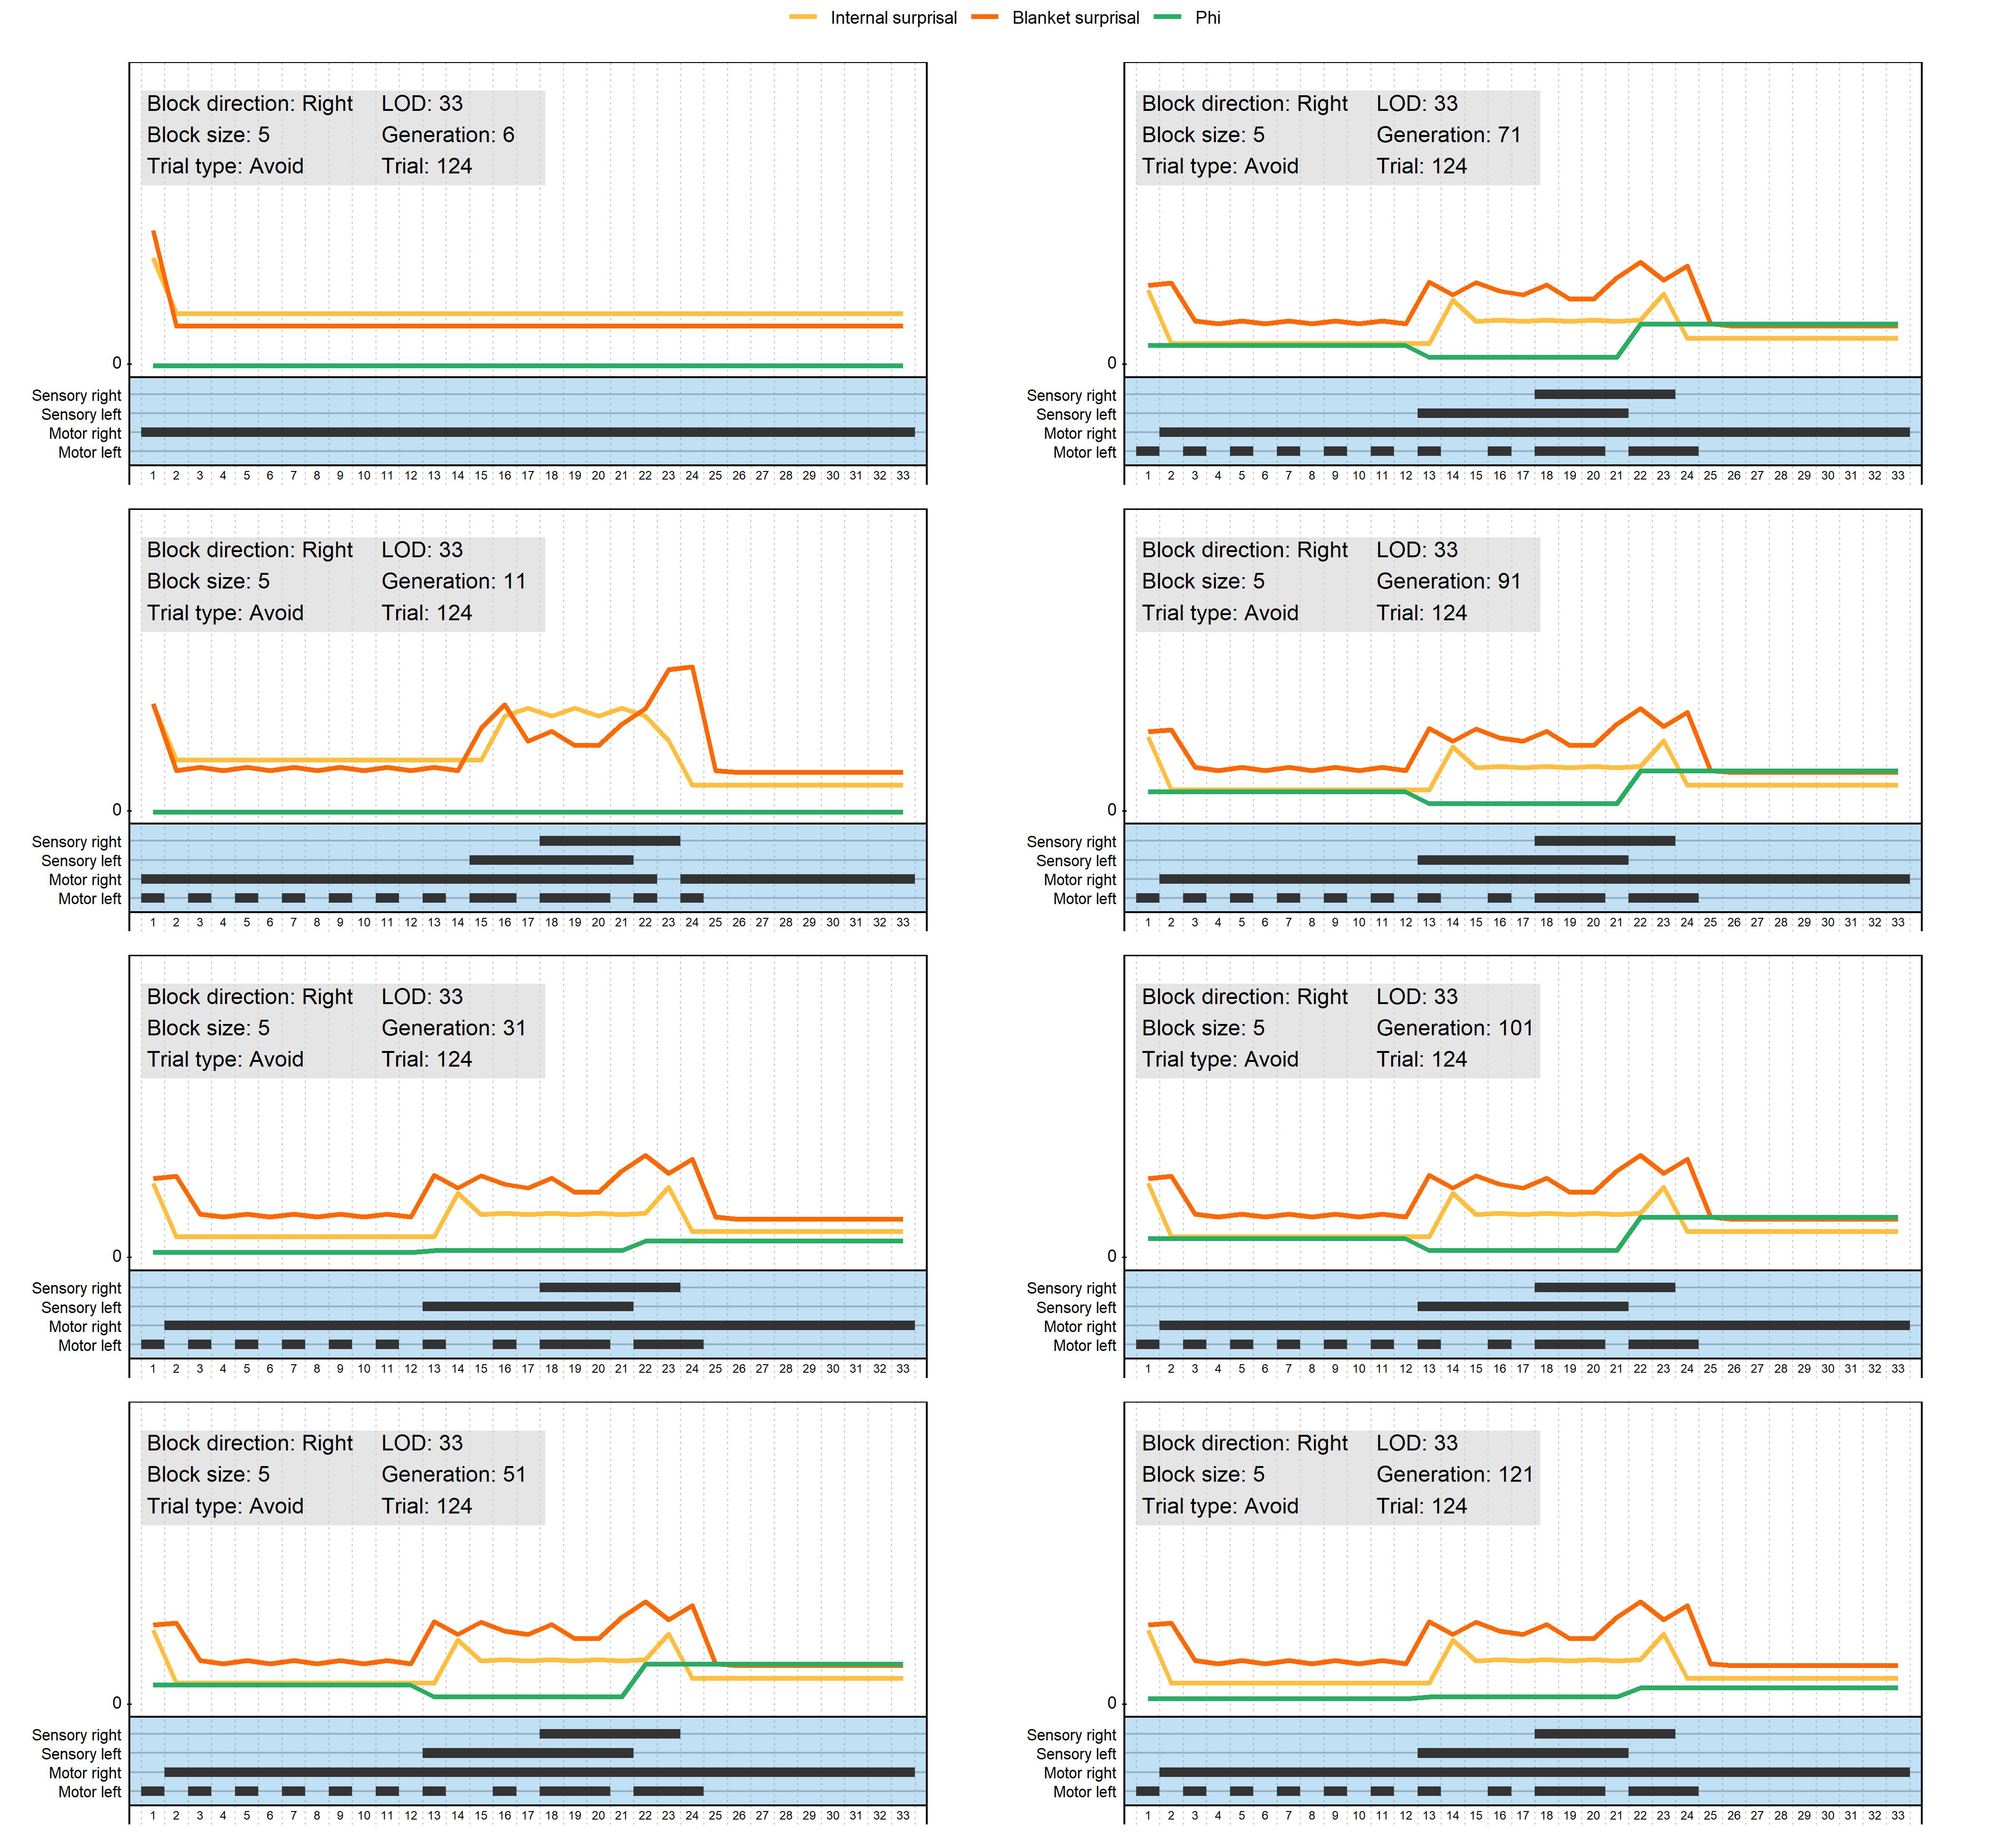 Internal surprisal Blanket surprisal Phi
Block direction: Right LOD: 33
Block size: 5 Generation: 6
Trial type: Avoid Trial: 124
0
Sensory right
Sensory left
Motor right
Motor left
1 2 3 4 5 6 7 8 9 10 11 12 13 14 15 16 17 18 19 20 21 22 23 24 25 26 27 28 29 30 31 32 33
Block direction: Right LOD: 33
Block size: 5 Generation: 71
Trial type: Avoid Trial: 124
0
Sensory right
Sensory left
Motor right
Motor left
1 2 3 4 5 6 7 8 9 10 11 12 13 14 15 16 17 18 19 20 21 22 23 24 25 26 27 28 29 30 31 32 33
Block direction: Right LOD: 33
Block size: 5 Generation: 11
Trial type: Avoid Trial: 124
0
Sensory right
Sensory left
Motor right
Motor left
1 2 3 4 5 6 7 8 9 10 11 12 13 14 15 16 17 18 19 20 21 22 23 24 25 26 27 28 29 30 31 32 33
Block direction: Right LOD: 33
Block size: 5 Generation: 91
Trial type: Avoid Trial: 124
0
Sensory right
Sensory left
Motor right
Motor left
1 2 3 4 5 6 7 8 9 10 11 12 13 14 15 16 17 18 19 20 21 22 23 24 25 26 27 28 29 30 31 32 33
Block direction: Right LOD: 33
Block size: 5 Generation: 31
Trial type: Avoid Trial: 124
0
Sensory right
Sensory left
Motor right
Motor left
1 2 3 4 5 6 7 8 9 10 11 12 13 14 15 16 17 18 19 20 21 22 23 24 25 26 27 28 29 30 31 32 33
Block direction: Right LOD: 33
Block size: 5 Generation: 101
Trial type: Avoid Trial: 124
0
Sensory right
Sensory left
Motor right
Motor left
1 2 3 4 5 6 7 8 9 10 11 12 13 14 15 16 17 18 19 20 21 22 23 24 25 26 27 28 29 30 31 32 33
Block direction: Right LOD: 33
Block size: 5 Generation: 51
Trial type: Avoid Trial: 124
0
Sensory right
Sensory left
Motor right
Motor left
1 2 3 4 5 6 7 8 9 10 11 12 13 14 15 16 17 18 19 20 21 22 23 24 25 26 27 28 29 30 31 32 33
Block direction: Right LOD: 33
Block size: 5 Generation: 121
Trial type: Avoid Trial: 124
0
Sensory right
Sensory left
Motor right
Motor left
1 2 3 4 5 6 7 8 9 10 11 12 13 14 15 16 17 18 19 20 21 22 23 24 25 26 27 28 29 30 31 32 33